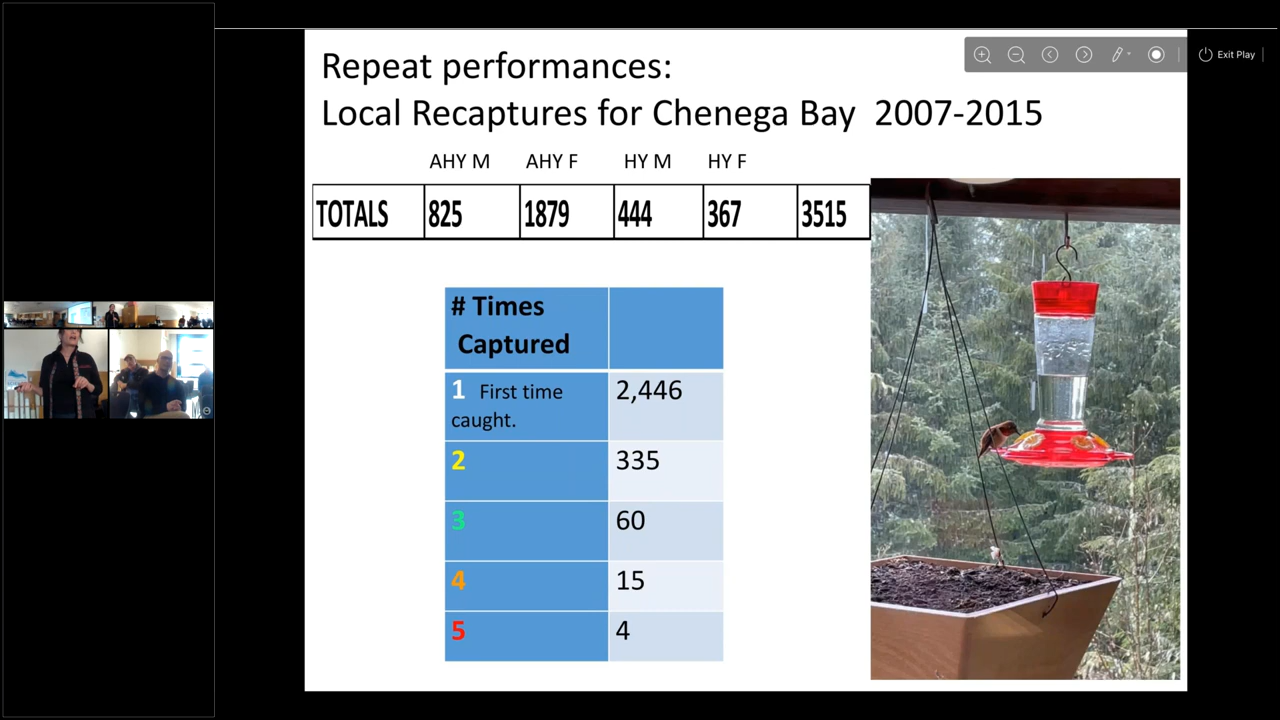 Repeat performances:
Local Recaptures for Chenega Bay 2007-2015
Exit Play
AHY M AHY F HY M HY F
TOTALS 825 1879 444 367 3515
# Times
Captured
1 First time
caught.
2,446
2 335
3 60
4 15
5 4